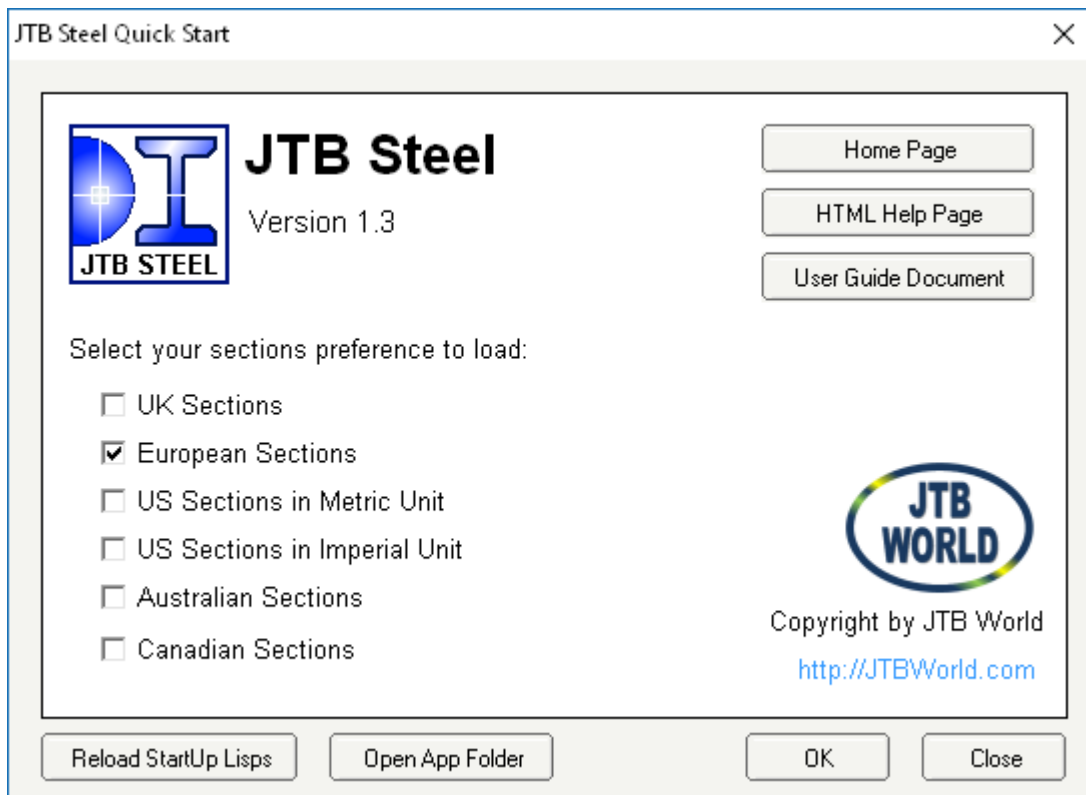 JTB Steel Quick Start
JTB STEEL
JTB Steel
Version 1.3
Home Page
HTML Help Page
User Guide Document
Select your sections preference to load:
UK Sections
European Sections
US Sections in Metric Unit
US Sections in Imperial Unit
Australian Sections
Canadian Sections
JTB
WORLD
Copyright by JTB World
http://JTBWorld.com
Reload StartUp Lisps
Open App Folder
OK
Close